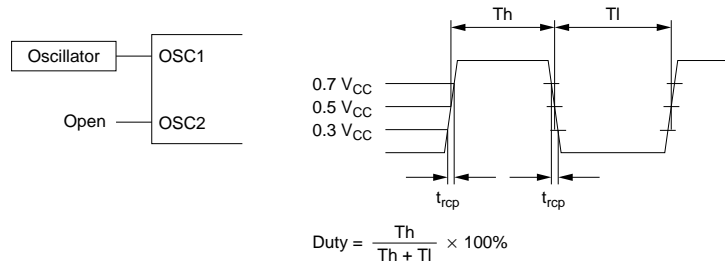 Th Tl
Oscillator OSC1
0.7 VCC
0.5 VCC
Open OSC2
0.3 VCC
trcp trcp
Duty = Th / Th + Tl × 100%